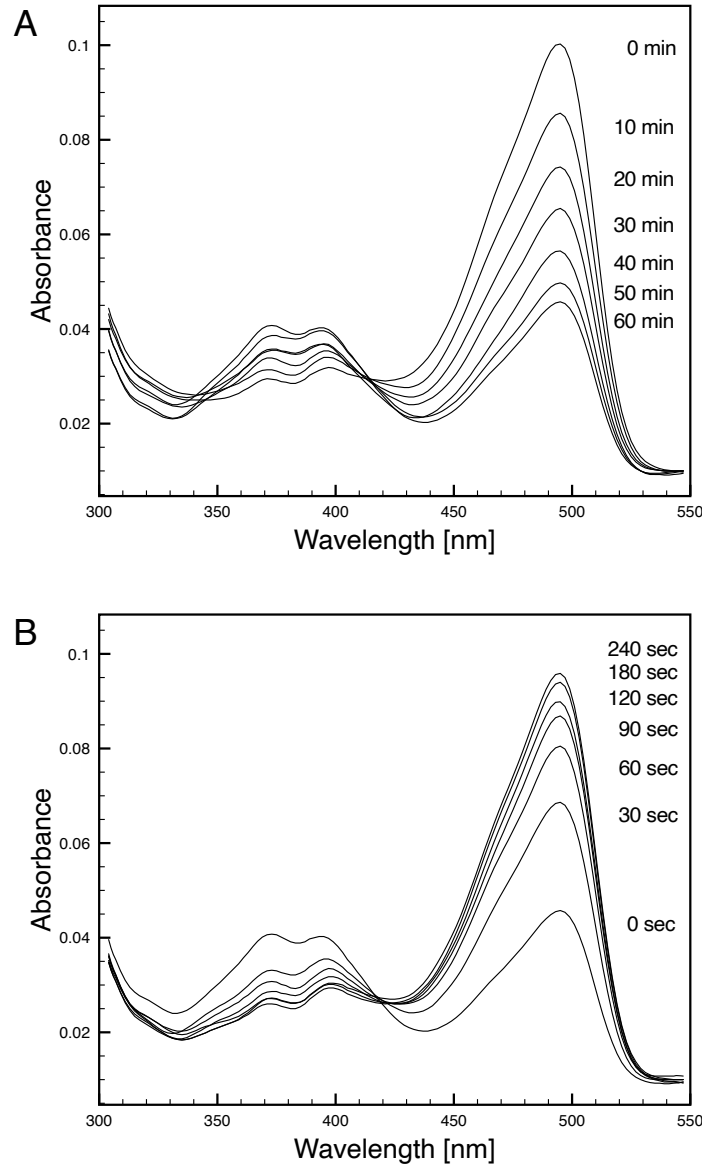 A
0.1
0.08
0.06
0.04
0.02
Absorbance
0 min
10 min
20 min
30 min
40 min
50 min
60 min
300
350
400
450
500
550
Wavelength [nm]
B
0.1
0.08
0.06
0.04
0.02
Absorbance
240 sec
180 sec
120 sec
90 sec
60 sec
30 sec
0 sec
300
350
400
450
500
550
Wavelength [nm]